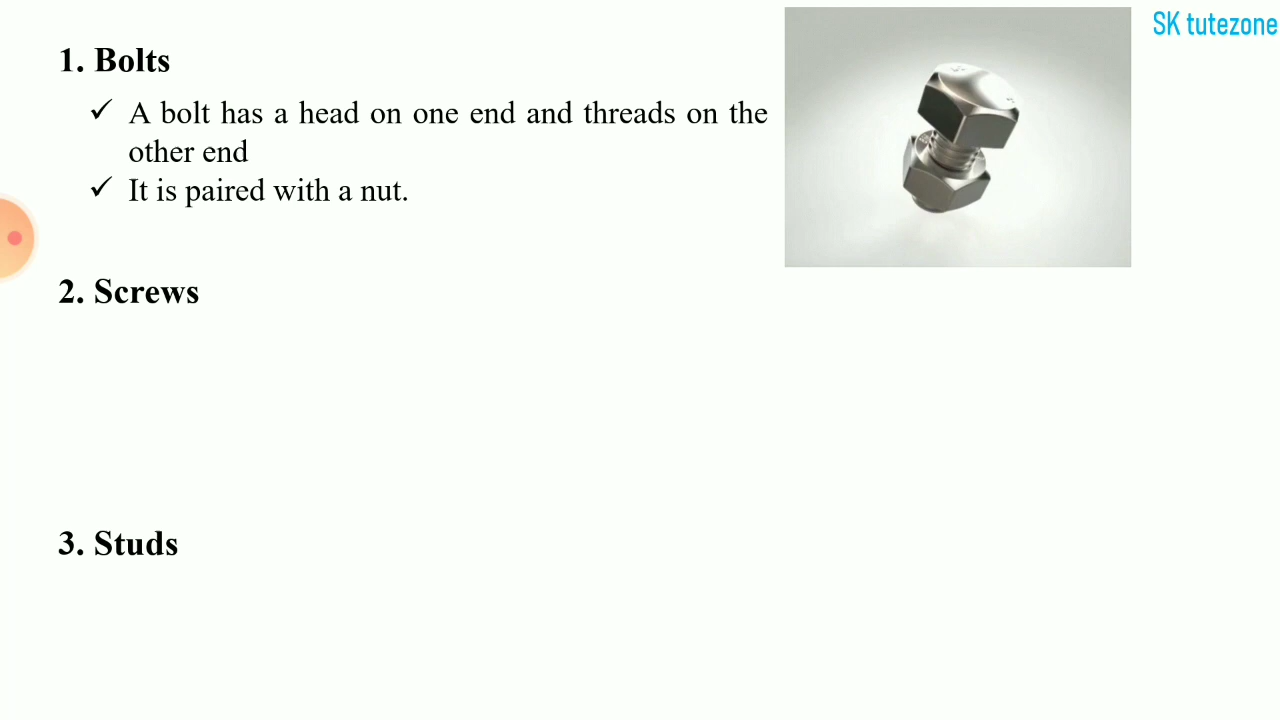 SK tutezone
1. Bolts
✓ A bolt has a head on one end and threads on the
other end
✓ It is paired with a nut.
2. Screws
3. Studs